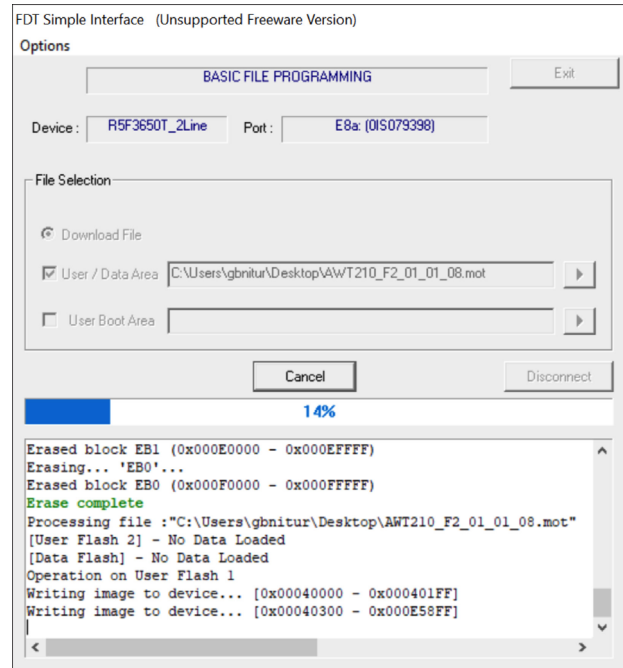 FDT Simple Interface   (Unsupported Freeware Version)
Options
BASIC FILE PROGRAMMING
Exit
Device :
R5F3650T_2Line
Port :
E8a: (0IS079398)
File Selection
Download File
User / Data Area
C:\Users\gbnitur\Desktop\AWT210_F2_01_01_08.mot
User Boot Area
Cancel
Disconnect
14%
Erased block EB1 (0x000E0000 - 0x000EFFFF)
Erasing... 'EB0'...
Erased block EB0 (0x000F0000 - 0x000FFFFF)
Erase complete
Processing file :"C:\Users\gbnitur\Desktop\AWT210_F2_01_01_08.mot"
[User Flash 2] - No Data Loaded
[Data Flash] - No Data Loaded
Operation on User Flash 1
Writing image to device... [0x00040000 - 0x000401FF]
Writing image to device... [0x00040300 - 0x000E58FF]